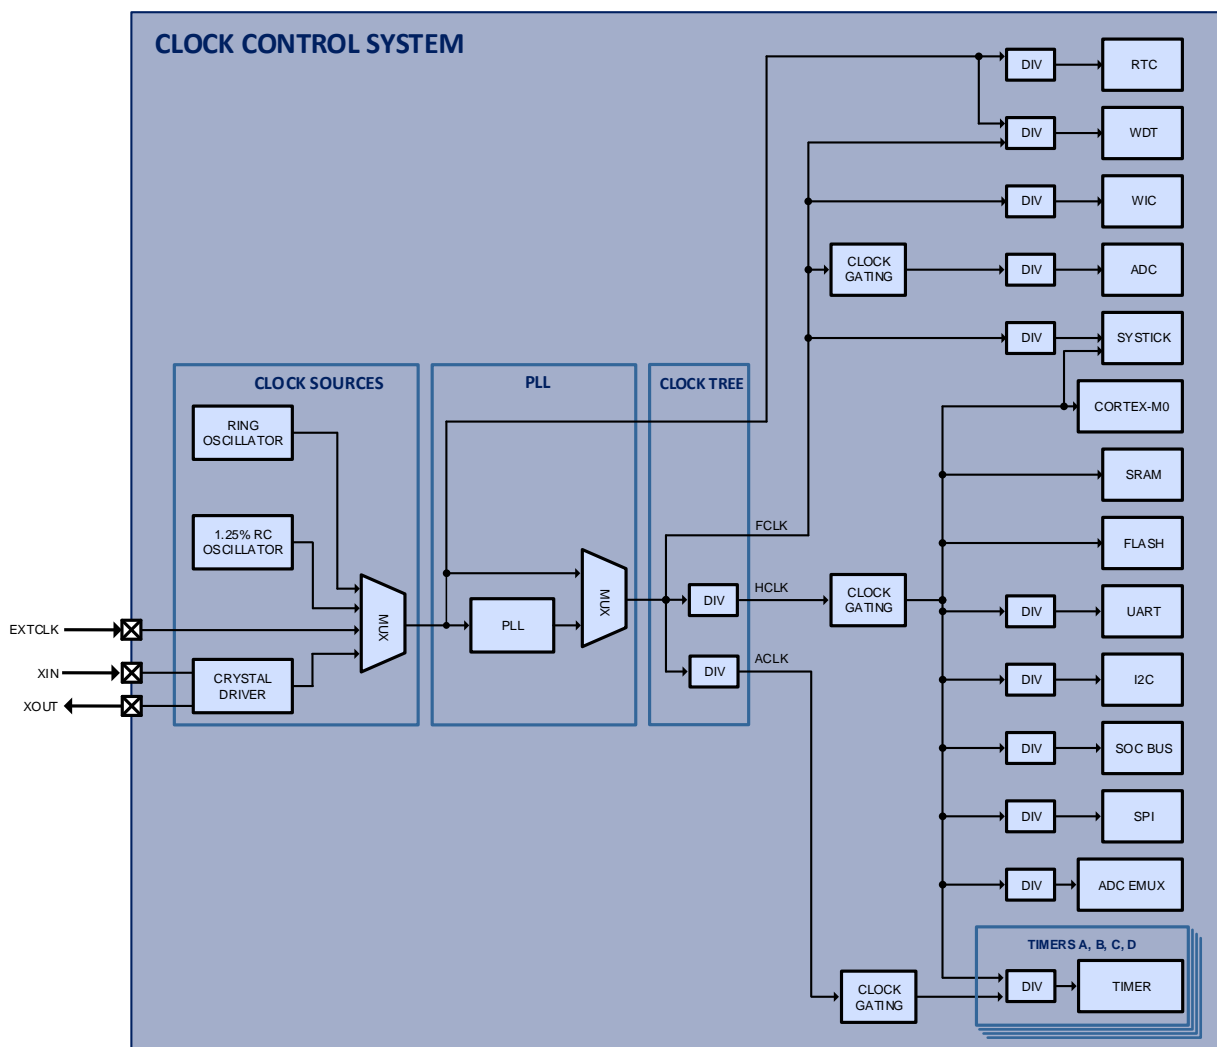 CLOCK CONTROL SYSTEM
DIV
RTC
DIV
WDT
DIV
WIC
CLOCK
GATING
DIV
ADC
DIV
SYSTICK
CLOCK SOURCES
PLL
CLOCK TREE
CORTEX-M0
RING
OSCILLATOR
SRAM
1.25% RC
OSCILLATOR
FCLK
FLASH
MUX
MUX
PLL
DIV
HCLK
CLOCK
GATING
DIV
UART
EXTCLK
XIN
XOUT
CRYSTAL
DRIVER
DIV
ACLK
DIV
I2C
DIV
SOC BUS
DIV
SPI
DIV
ADC EMUX
TIMERS A, B, C, D
CLOCK
GATING
DIV
TIMER